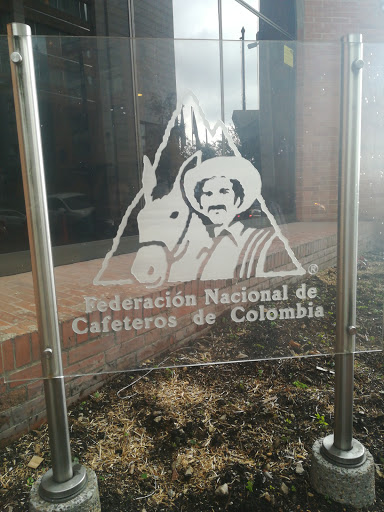 ®
Federación Nacional de
Cafeteros de Colombia